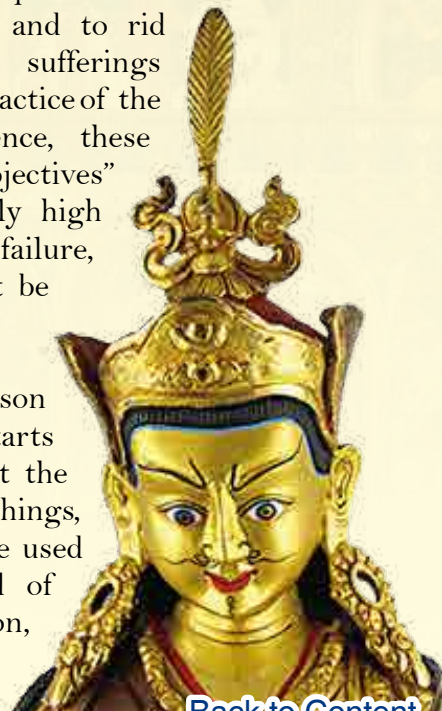 and to rid
sufferings
actice of the
nce, these
jectives”
ly high
failure,
t be
son
tarts
t the
hings,
e used
l of
on,
Back to Content